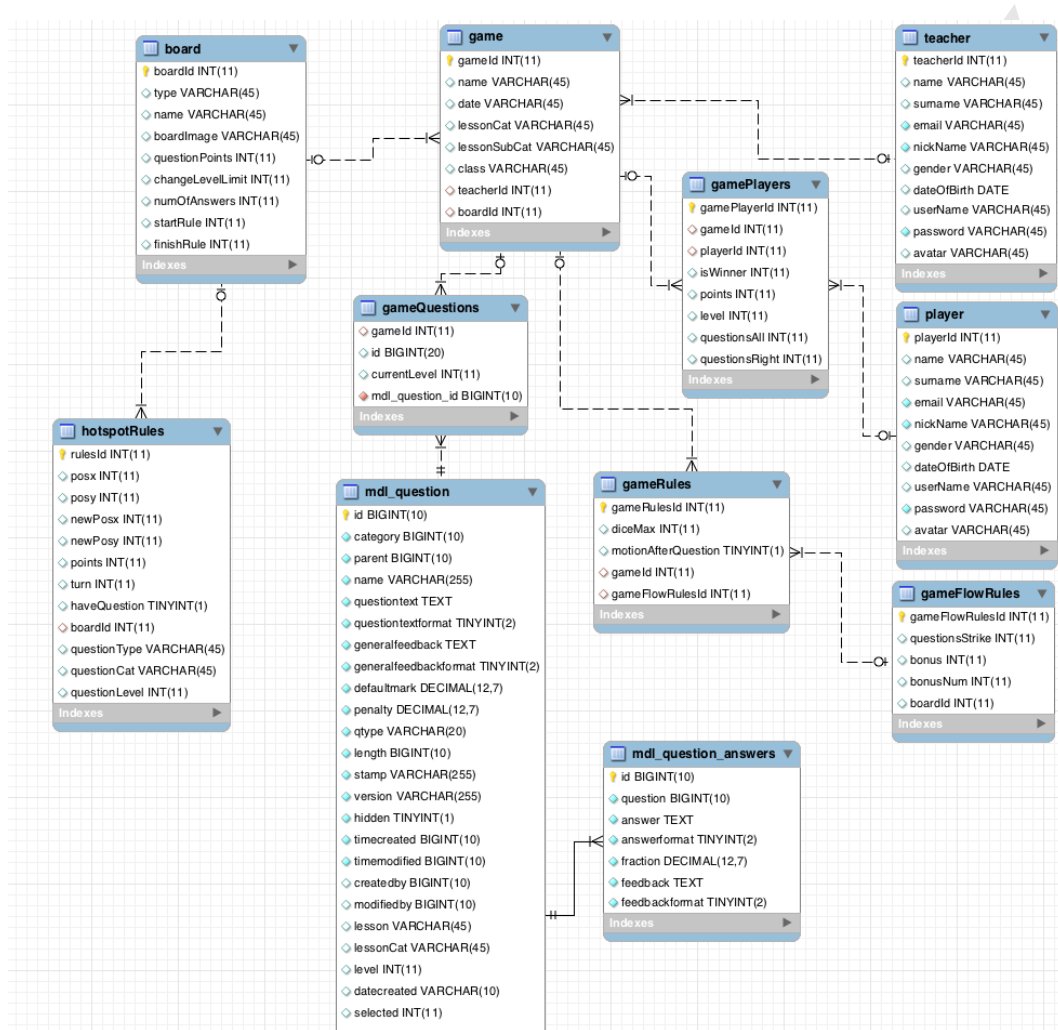 board
boardId INT(11)
type VARCHAR(45)
name VARCHAR(45)
boardImage VARCHAR(45)
questionPoints INT(11)
changeLevelLimit INT(11)
numOfAnswers INT(11)
startRule INT(11)
finishRule INT(11)
Indexes
game
gameId INT(11)
name VARCHAR(45)
date VARCHAR(45)
lessonCat VARCHAR(45)
lessonSubCat VARCHAR(45)
class VARCHAR(45)
teacherId INT(11)
boardId INT(11)
Indexes
teacher
teacherId INT(11)
name VARCHAR(45)
surname VARCHAR(45)
email VARCHAR(45)
nickName VARCHAR(45)
gender VARCHAR(45)
dateOfBirth DATE
userName VARCHAR(45)
password VARCHAR(45)
avatar VARCHAR(45)
gamePlayers
gamePlayerId INT(11)
gameId INT(11)
playerId INT(11)
isWinner INT(11)
points INT(11)
level INT(11)
questionsAll INT(11)
questionsRight INT(11)
Indexes
gameQuestions
gameId INT(11)
id BIGINT(20)
currentLevel INT(11)
mdl_question_id BIGINT(10)
Indexes
player
playerId INT(11)
name VARCHAR(45)
surname VARCHAR(45)
email VARCHAR(45)
nickName VARCHAR(45)
gender VARCHAR(45)
dateOfBirth DATE
userName VARCHAR(45)
password VARCHAR(45)
avatar VARCHAR(45)
hotspotRules
rulesId INT(11)
posx INT(11)
posy INT(11)
newPosx INT(11)
newPosy INT(11)
points INT(11)
turn INT(11)
haveQuestion TINYINT(1)
boardId INT(11)
questionType VARCHAR(45)
questionCat VARCHAR(45)
questionLevel INT(11)
Indexes
mdl_question
id BIGINT(10)
category BIGINT(10)
parent BIGINT(10)
name VARCHAR(255)
questiontext TEXT
questiontextformat TINYINT(2)
generalfeedback TEXT
generalfeedbackformat TINYINT(2)
defaultmark DECIMAL(12,7)
penalty DECIMAL(12,7)
qtype VARCHAR(20)
length BIGINT(10)
stamp VARCHAR(255)
version VARCHAR(255)
hidden TINYINT(1)
timecreated BIGINT(10)
timemodified BIGINT(10)
createdby BIGINT(10)
modifiedby BIGINT(10)
lesson VARCHAR(45)
lessonCat VARCHAR(45)
level INT(11)
datecreated VARCHAR(10)
selected INT(11)
gameRules
gameRulesId INT(11)
diceMax INT(11)
motionAfterQuestion TINYINT(1)
gameId INT(11)
gameFlowRulesId INT(11)
Indexes
gameFlowRules
gameFlowRulesId INT(11)
questionsStrike INT(11)
bonus INT(11)
bonusNum INT(11)
boardId INT(11)
Indexes
mdl_question_answers
id BIGINT(10)
question BIGINT(10)
answer TEXT
answerformat TINYINT(2)
fraction DECIMAL(12,7)
feedback TEXT
feedbackformat TINYINT(2)
Indexes